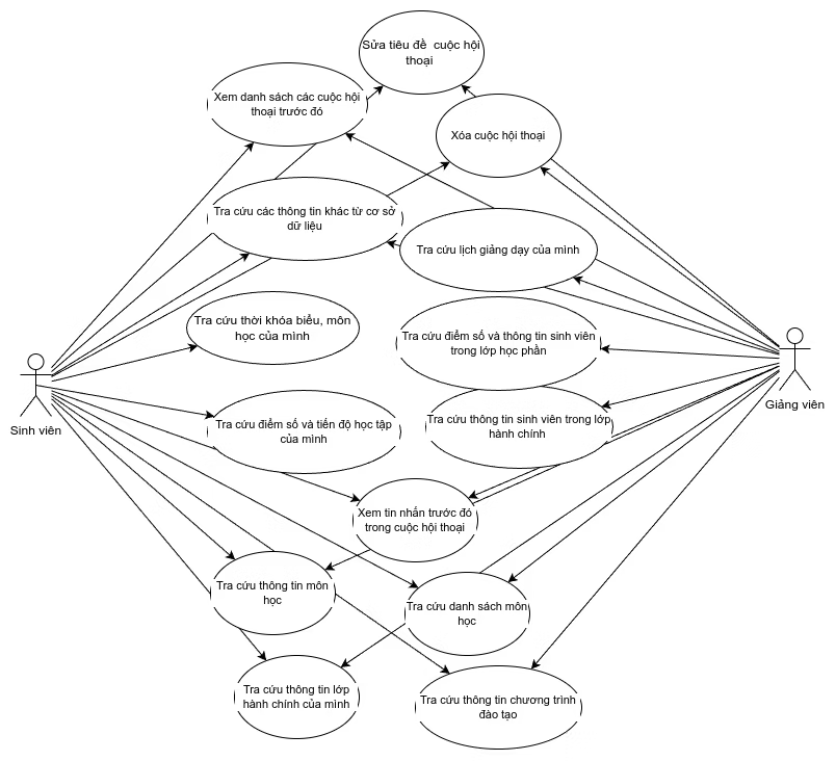 Sửa tiêu đề cuộc hội
thoại
Xem danh sách các cuộc hội
thoại trước đó
Xóa cuộc hội thoại
Tra cứu các thông tin khác từ cơ sở
dữ liệu
Tra cứu lịch giảng dạy của mình
Tra cứu thời khóa biểu, môn
học của mình
Tra cứu điểm số và thông tin sinh viên
trong lớp học phần
Sinh viên
Giảng viên
Tra cứu điểm số và tiến độ học tập
của mình
Tra cứu thông tin sinh viên trong lớp
hành chính
Xem tin nhắn trước đó
trong cuộc hội thoại
Tra cứu thông tin môn
học
Tra cứu danh sách môn
học
Tra cứu thông tin lớp
hành chính của mình
Tra cứu thông tin chương trình
đào tạo